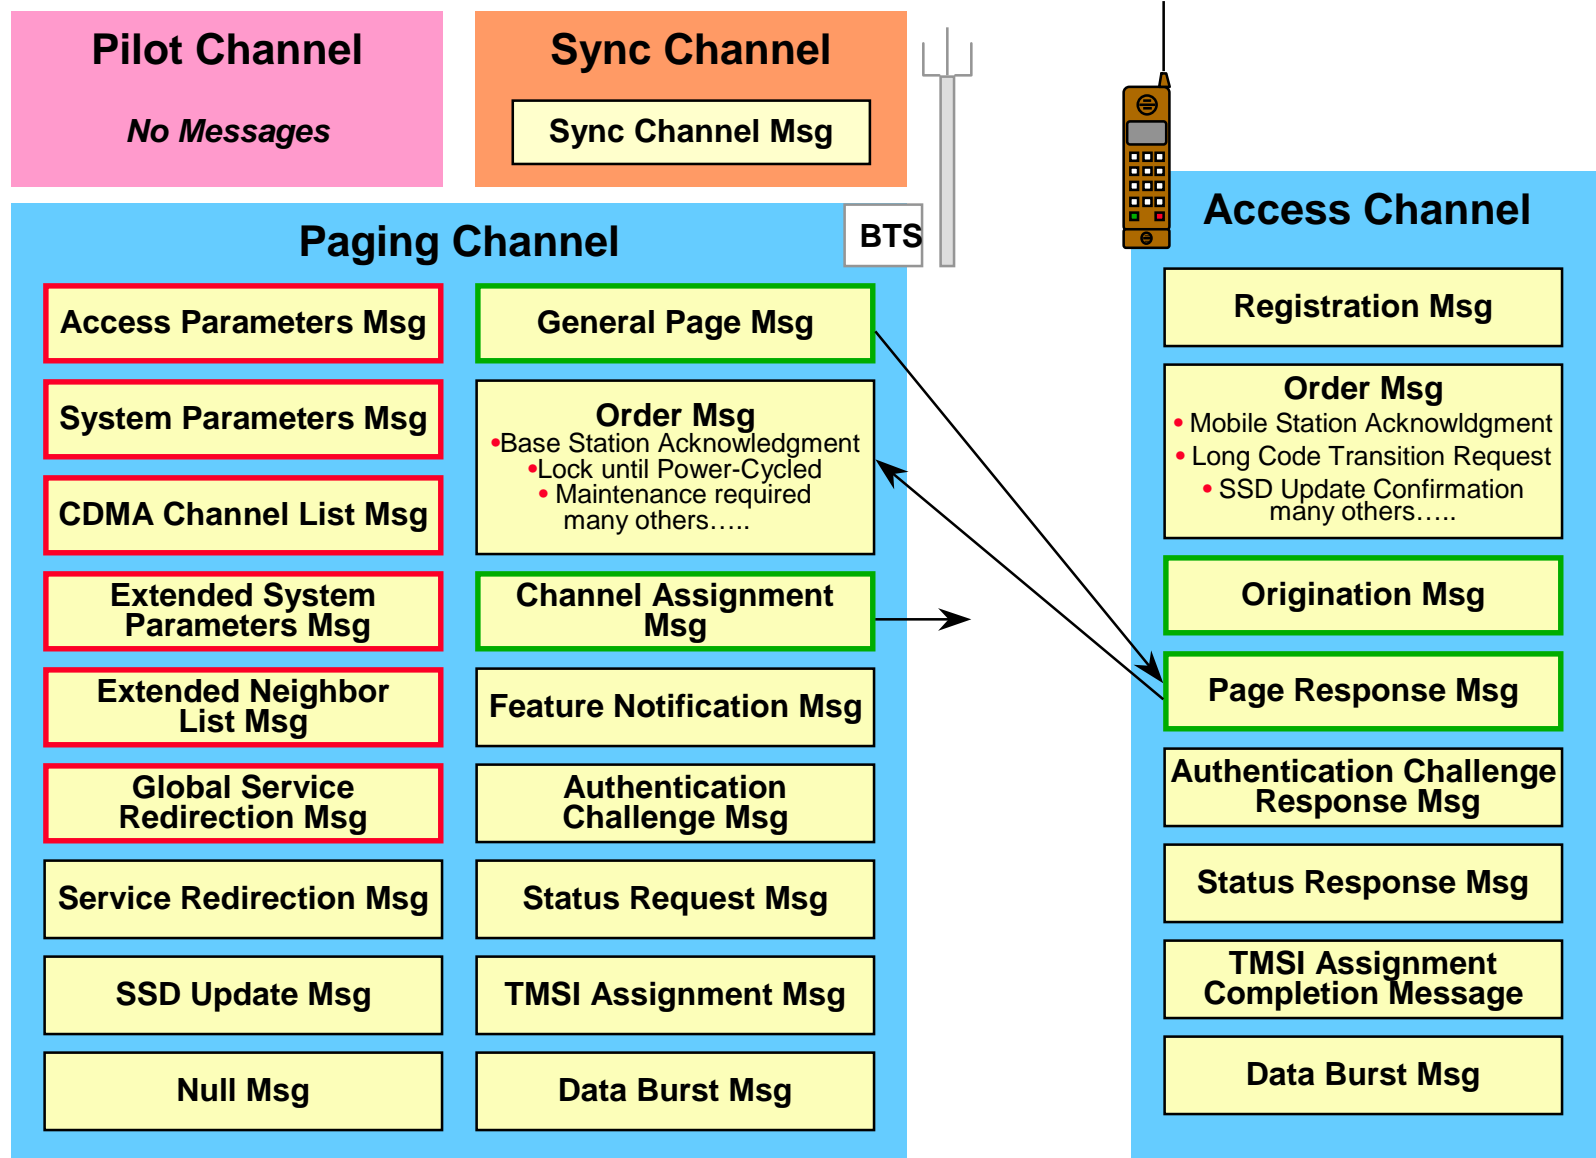 Pilot Channel
No Messages
Sync Channel
Sync Channel Msg
BTS
Paging Channel
Access Parameters Msg
System Parameters Msg
CDMA Channel List Msg
Extended System
Parameters Msg
Extended Neighbor
List Msg
Global Service
Redirection Msg
Service Redirection Msg
SSD Update Msg
Null Msg
General Page Msg
Order Msg
•Base Station Acknowledgment
•Lock until Power-Cycled
• Maintenance required
many others…..
Channel Assignment
Msg
Feature Notification Msg
Authentication
Challenge Msg
Status Request Msg
TMSI Assignment Msg
Data Burst Msg
Access Channel
Registration Msg
Order Msg
• Mobile Station Acknowldgment
• Long Code Transition Request
• SSD Update Confirmation
many others…..
Origination Msg
Page Response Msg
Authentication Challenge
Response Msg
Status Response Msg
TMSI Assignment
Completion Message
Data Burst Msg